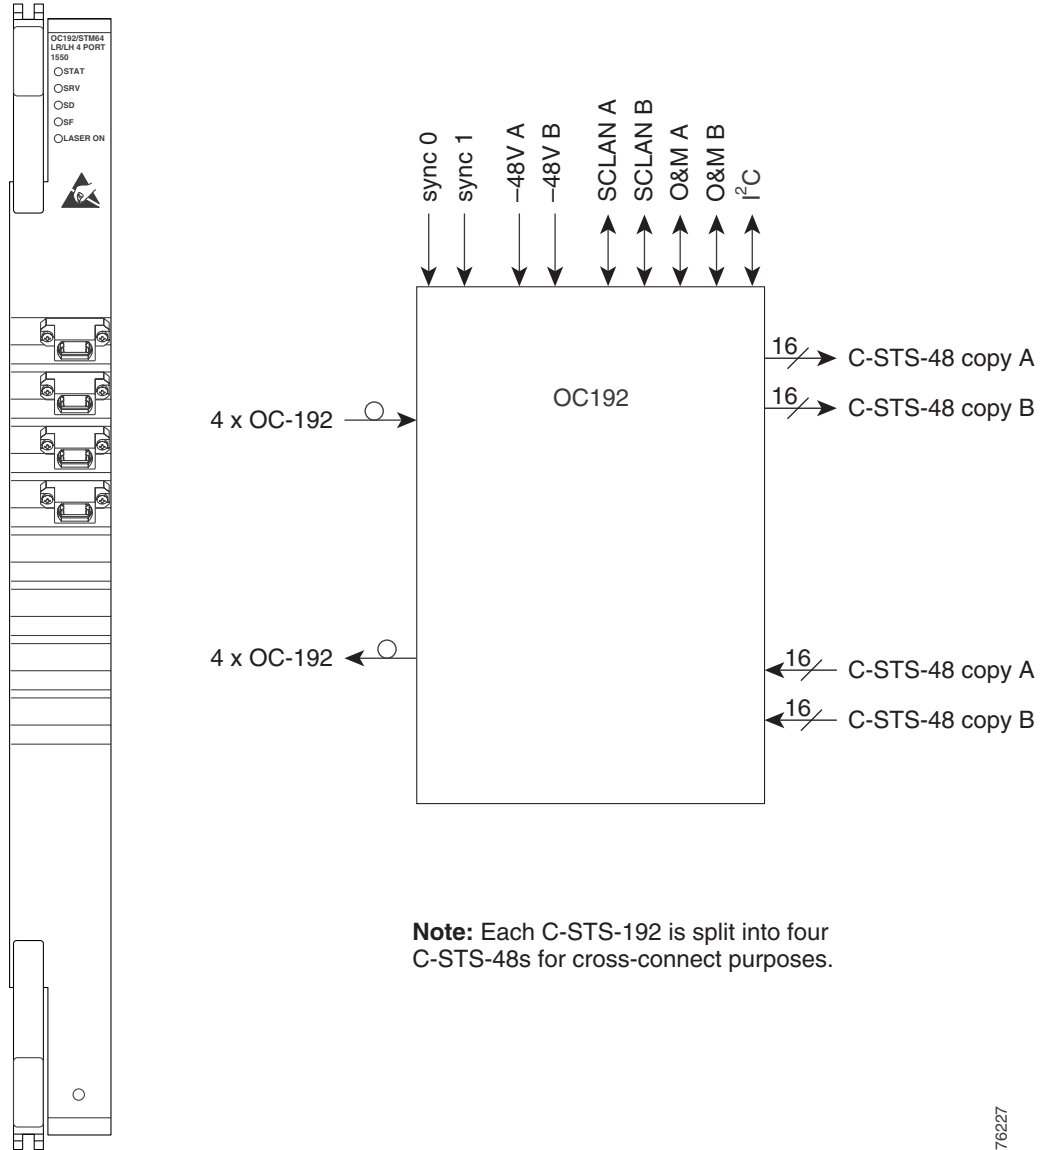 OC192/STM64
LR/LH 4 PORT
1550
STAT
SRV
SD
SF
LASER ON
sync 0
sync 1
–48V A
–48V B
SCLAN A
SCLAN B
O&M A
O&M B
I²C
OC192
4 x OC-192
4 x OC-192
16
C-STS-48 copy A
16
C-STS-48 copy B
16
C-STS-48 copy A
16
C-STS-48 copy B
Note: Each C-STS-192 is split into four
C-STS-48s for cross-connect purposes.
76227